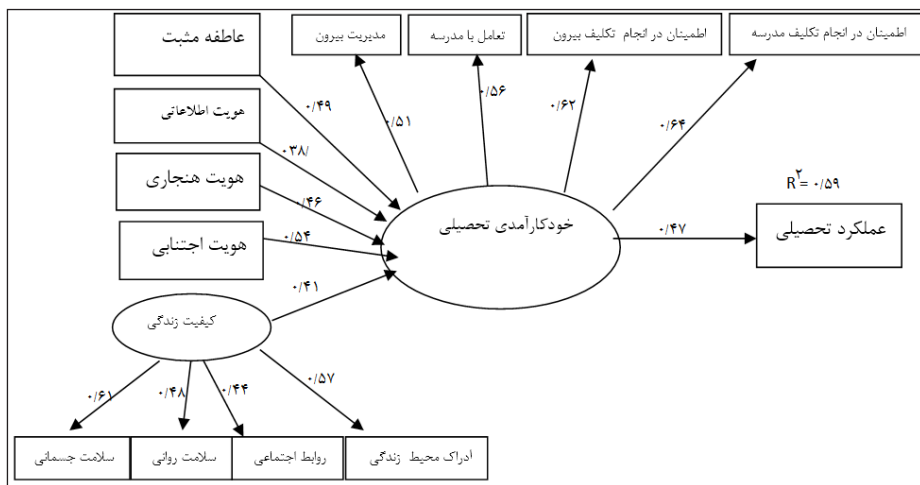 عاطفه مثبت
مدیریت بیرون
تعامل با مدرسه
اطمینان در انجام تکلیف بیرون
اطمینان در انجام تکلیف مدرسه
۰/۴۹
۰/۵۱
۰/۵۶
۰/۶۲
۰/۶۴
هویت اطلاعاتی
۰۳۸/
هویت هنجاری
۰/۴۶
هویت اجتنابی
۰/۵۴
خودکارآمدی تحصیلی
۰/۴۷
R۲= ۰/۵۹
عملکرد تحصیلی
۰/۴۱
کیفیت زندگی
۰/۶۱
۰/۴۸
۰/۴۴
۰/۵۷
سلامت جسمانی
سلامت روانی
روابط اجتماعی
ادراک محیط زندگی